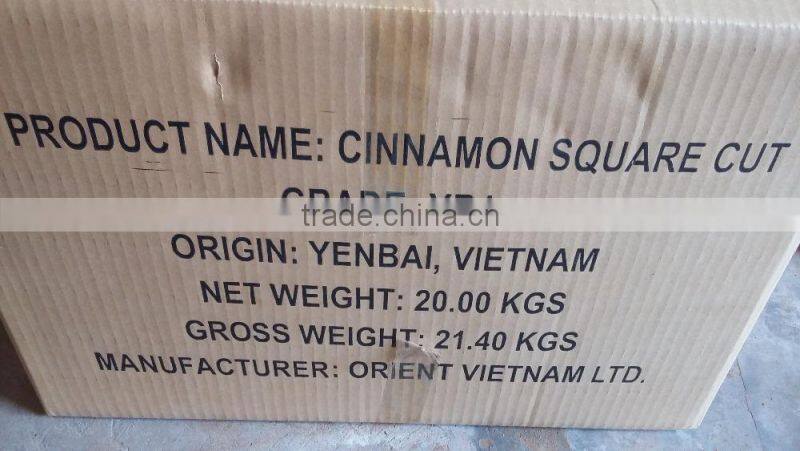 PRODUCT NAME: CINNAMON SQUARE CUT
GRADE:
trade.china.cn
ORIGIN: YENBAI, VIETNAM
NET WEIGHT: 20.00 KGS
GROSS WEIGHT: 21.40 KGS
MANUFACTURER: ORIENT VIETNAM LTD.